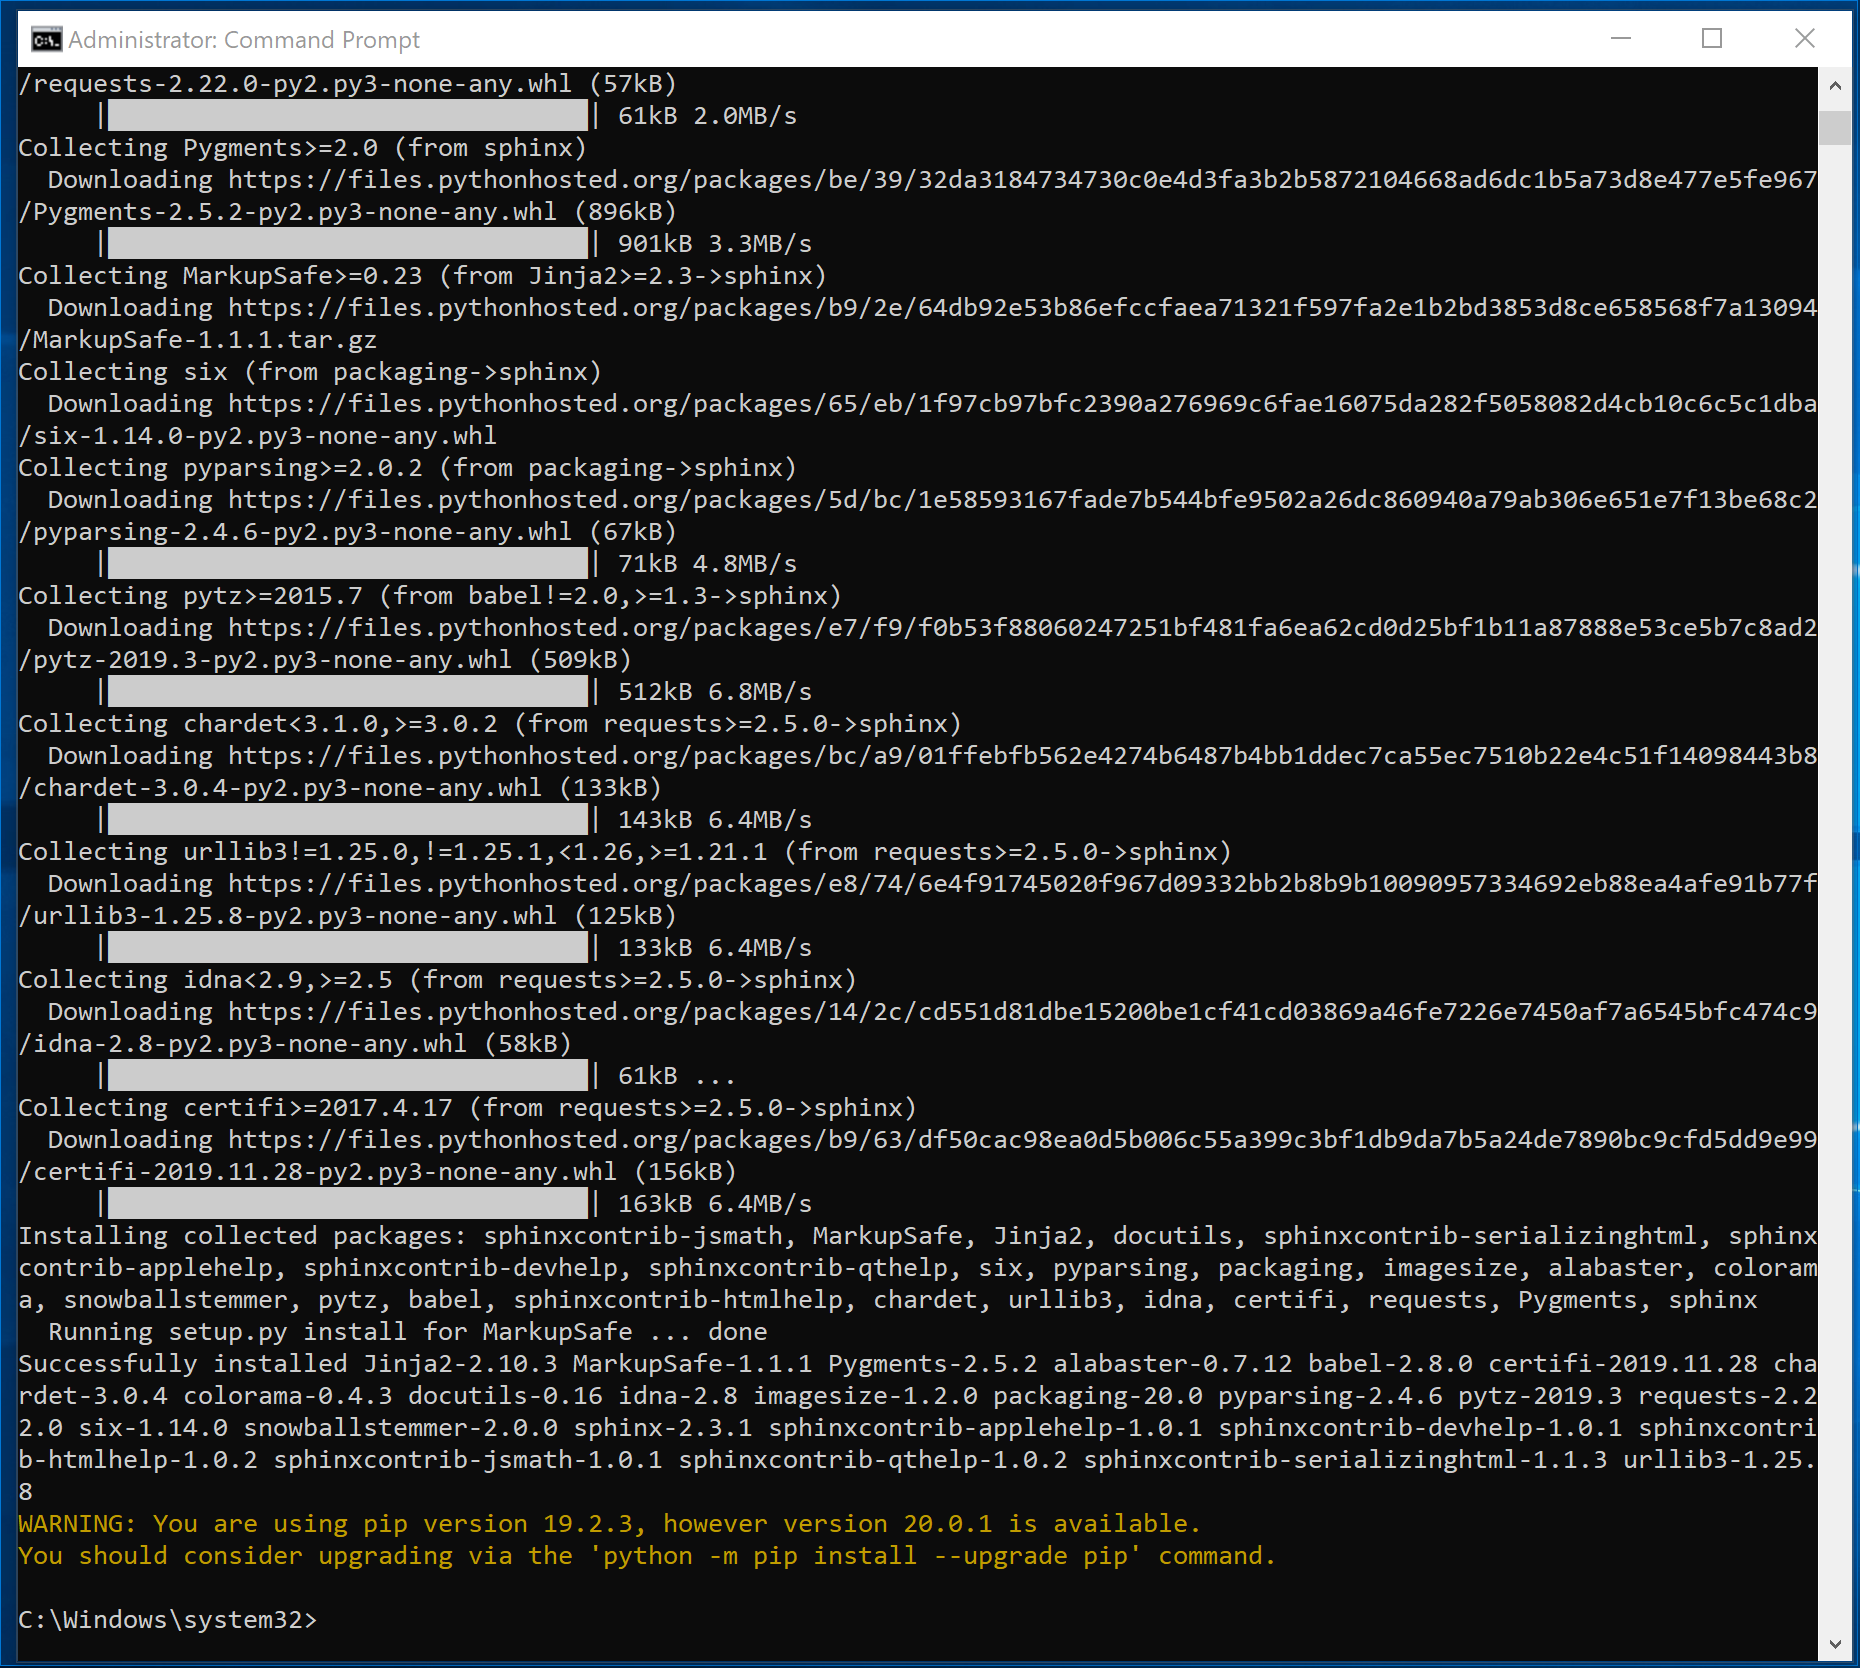 Administrator: Command Prompt
/requests-2.22.0-py2.py3-none-any.whl (57kB)
| | 61kB 2.0MB/s
Collecting Pygments>=2.0 (from sphinx)
Downloading https://files.pythonhosted.org/packages/be/39/32da3184734730c0e4d3fa3b2b5872104668ad6dc1b5a73d8e477e5fe967
/Pygments-2.5.2-py2.py3-none-any.whl (896kB)
| | 901kB 3.3MB/s
Collecting MarkupSafe>=0.23 (from Jinja2>=2.3->sphinx)
Downloading https://files.pythonhosted.org/packages/b9/2e/64db92e53b86efccfaea71321f597fa2e1b2bd3853d8ce658568f7a13094
/MarkupSafe-1.1.1.tar.gz
Collecting six (from packaging->sphinx)
Downloading https://files.pythonhosted.org/packages/65/eb/1f97cb97bfc2390a276969c6fae16075da282f5058082d4cb10c6c5c1dba
/six-1.14.0-py2.py3-none-any.whl
Collecting pyparsing>=2.0.2 (from packaging->sphinx)
Downloading https://files.pythonhosted.org/packages/5d/bc/1e58593167fade7b544bfe9502a26dc860940a79ab306e651e7f13be68c2
/pyparsing-2.4.6-py2.py3-none-any.whl (67kB)
| | 71kB 4.8MB/s
Collecting pytz>=2015.7 (from babel!=2.0,>=1.3->sphinx)
Downloading https://files.pythonhosted.org/packages/e7/f9/f0b53f88060247251bf481fa6ea62cd0d25bf1b11a87888e53ce5b7c8ad2
/pytz-2019.3-py2.py3-none-any.whl (509kB)
| | 512kB 6.8MB/s
Collecting chardet<3.1.0,>=3.0.2 (from requests>=2.5.0->sphinx)
Downloading https://files.pythonhosted.org/packages/bc/a9/01ffebfb562e4274b6487b4bb1ddec7ca55ec7510b22e4c51f14098443b8
/chardet-3.0.4-py2.py3-none-any.whl (133kB)
| | 143kB 6.4MB/s
Collecting urllib3!=1.25.0,!=1.25.1,<1.26,>=1.21.1 (from requests>=2.5.0->sphinx)
Downloading https://files.pythonhosted.org/packages/e8/74/6e4f91745020f967d09332bb2b8b9b10090957334692eb88ea4afe91b77f
/urllib3-1.25.8-py2.py3-none-any.whl (125kB)
| | 133kB 6.4MB/s
Collecting idna<2.9,>=2.5 (from requests>=2.5.0->sphinx)
Downloading https://files.pythonhosted.org/packages/14/2c/cd551d81dbe15200be1cf41cd03869a46fe7226e7450af7a6545bfc474c9
/idna-2.8-py2.py3-none-any.whl (58kB)
| | 61kB ...
Collecting certifi>=2017.4.17 (from requests>=2.5.0->sphinx)
Downloading https://files.pythonhosted.org/packages/b9/63/df50cac98ea0d5b006c55a399c3bf1db9da7b5a24de7890bc9cfd5dd9e99
/certifi-2019.11.28-py2.py3-none-any.whl (156kB)
| | 163kB 6.4MB/s
Installing collected packages: sphinxcontrib-jsmath, MarkupSafe, Jinja2, docutils, sphinxcontrib-serializinghtml, sphinx
contrib-applehelp, sphinxcontrib-devhelp, sphinxcontrib-qthelp, six, pyparsing, packaging, imagesize, alabaster, coloram
a, snowballstemmer, pytz, babel, sphinxcontrib-htmlhelp, chardet, urllib3, idna, certifi, requests, Pygments, sphinx
Running setup.py install for MarkupSafe ... done
Successfully installed Jinja2-2.10.3 MarkupSafe-1.1.1 Pygments-2.5.2 alabaster-0.7.12 babel-2.8.0 certifi-2019.11.28 cha
rdet-3.0.4 colorama-0.4.3 docutils-0.16 idna-2.8 imagesize-1.2.0 packaging-20.0 pyparsing-2.4.6 pytz-2019.3 requests-2.2
2.0 six-1.14.0 snowballstemmer-2.0.0 sphinx-2.3.1 sphinxcontrib-applehelp-1.0.1 sphinxcontrib-devhelp-1.0.1 sphinxcontri
b-htmlhelp-1.0.2 sphinxcontrib-jsmath-1.0.1 sphinxcontrib-qthelp-1.0.2 sphinxcontrib-serializinghtml-1.1.3 urllib3-1.25.
8
WARNING: You are using pip version 19.2.3, however version 20.0.1 is available.
You should consider upgrading via the 'python -m pip install --upgrade pip' command.
C:\Windows\system32>